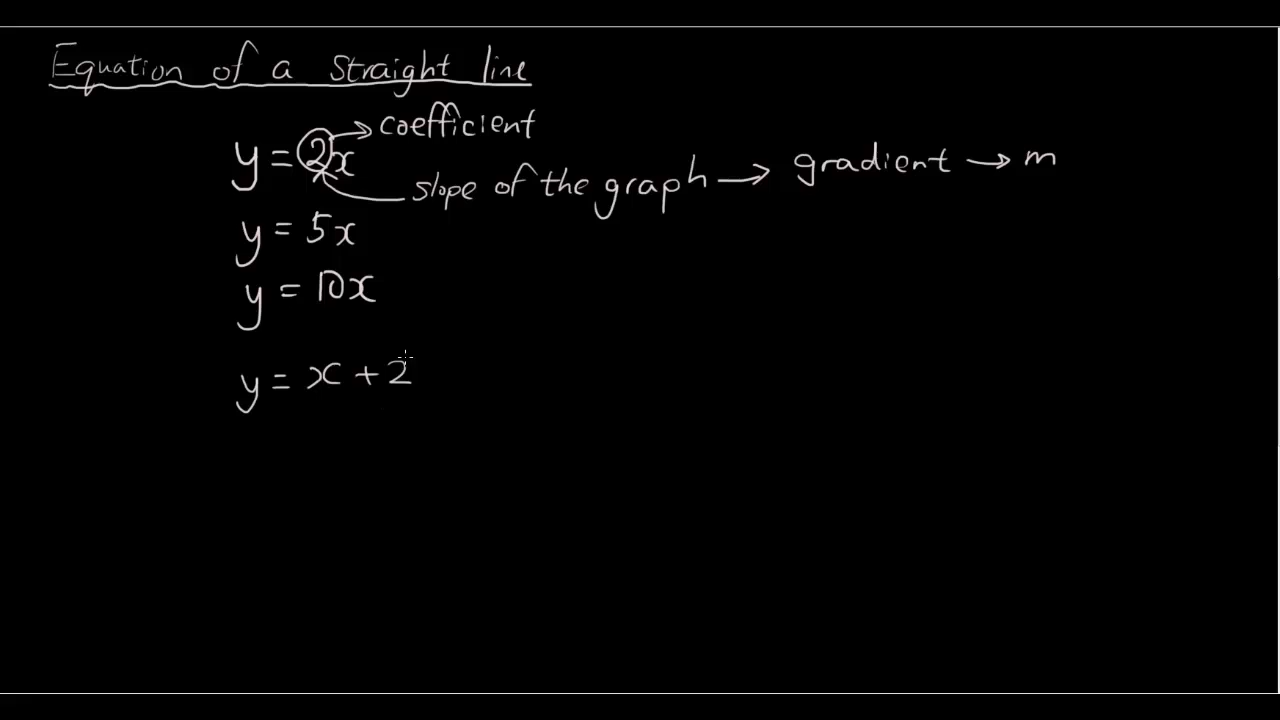 Equation of a straight line
y = 2x → coefficient
slope of the graph → gradient → m
y = 5x
y = 10x
y = x + 2